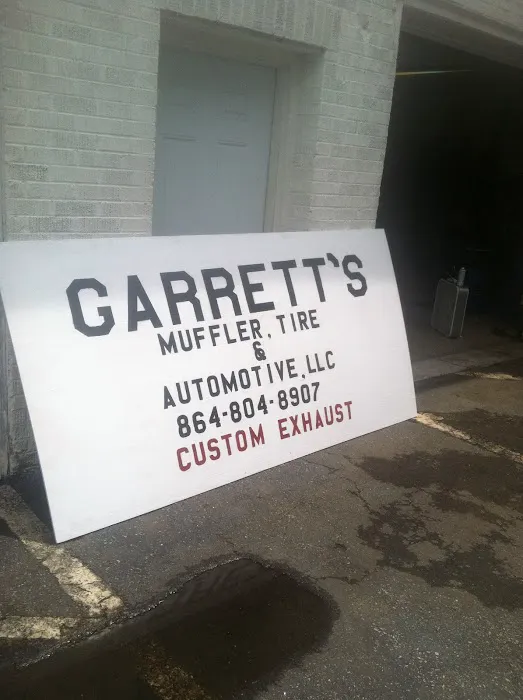 GARRETT'S
MUFFLER, TIRE
&
AUTOMOTIVE, LLC
864-804-8907
CUSTOM EXHAUST